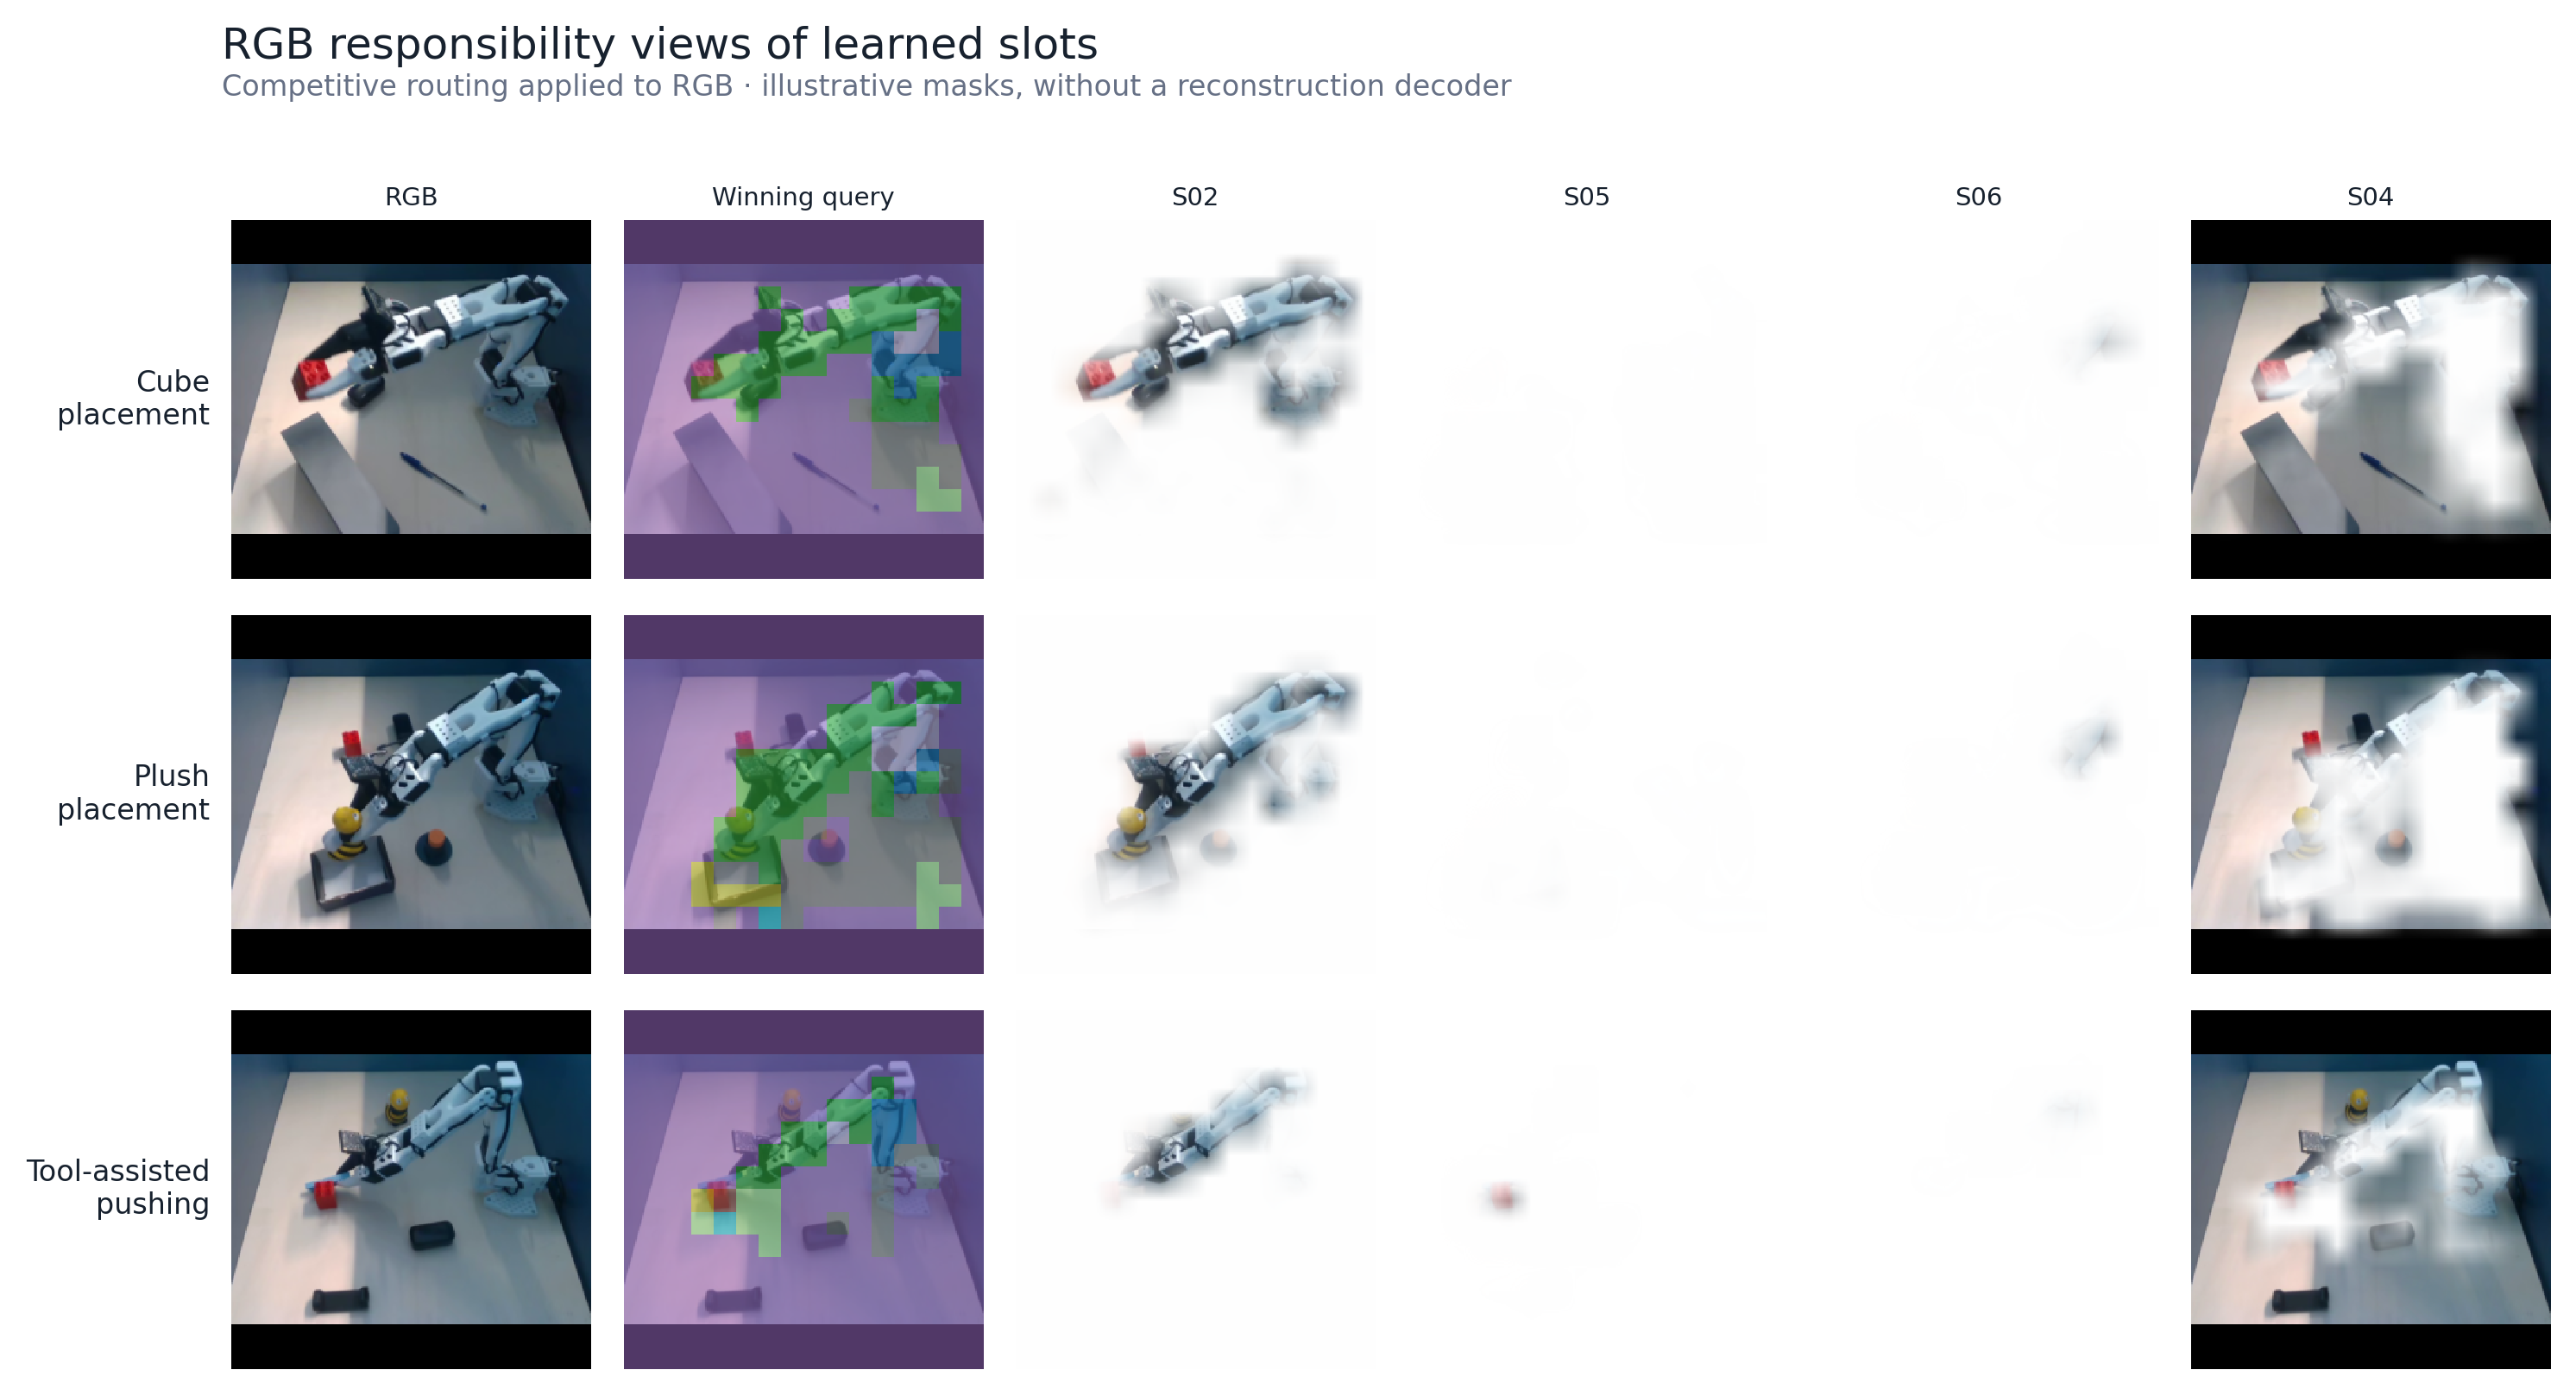 RGB responsibility views of learned slots
Competitive routing applied to RGB · illustrative masks, without a reconstruction decoder
RGB
Winning query
S02
S05
S06
S04
Cube
placement
Plush
placement
Tool-assisted
pushing